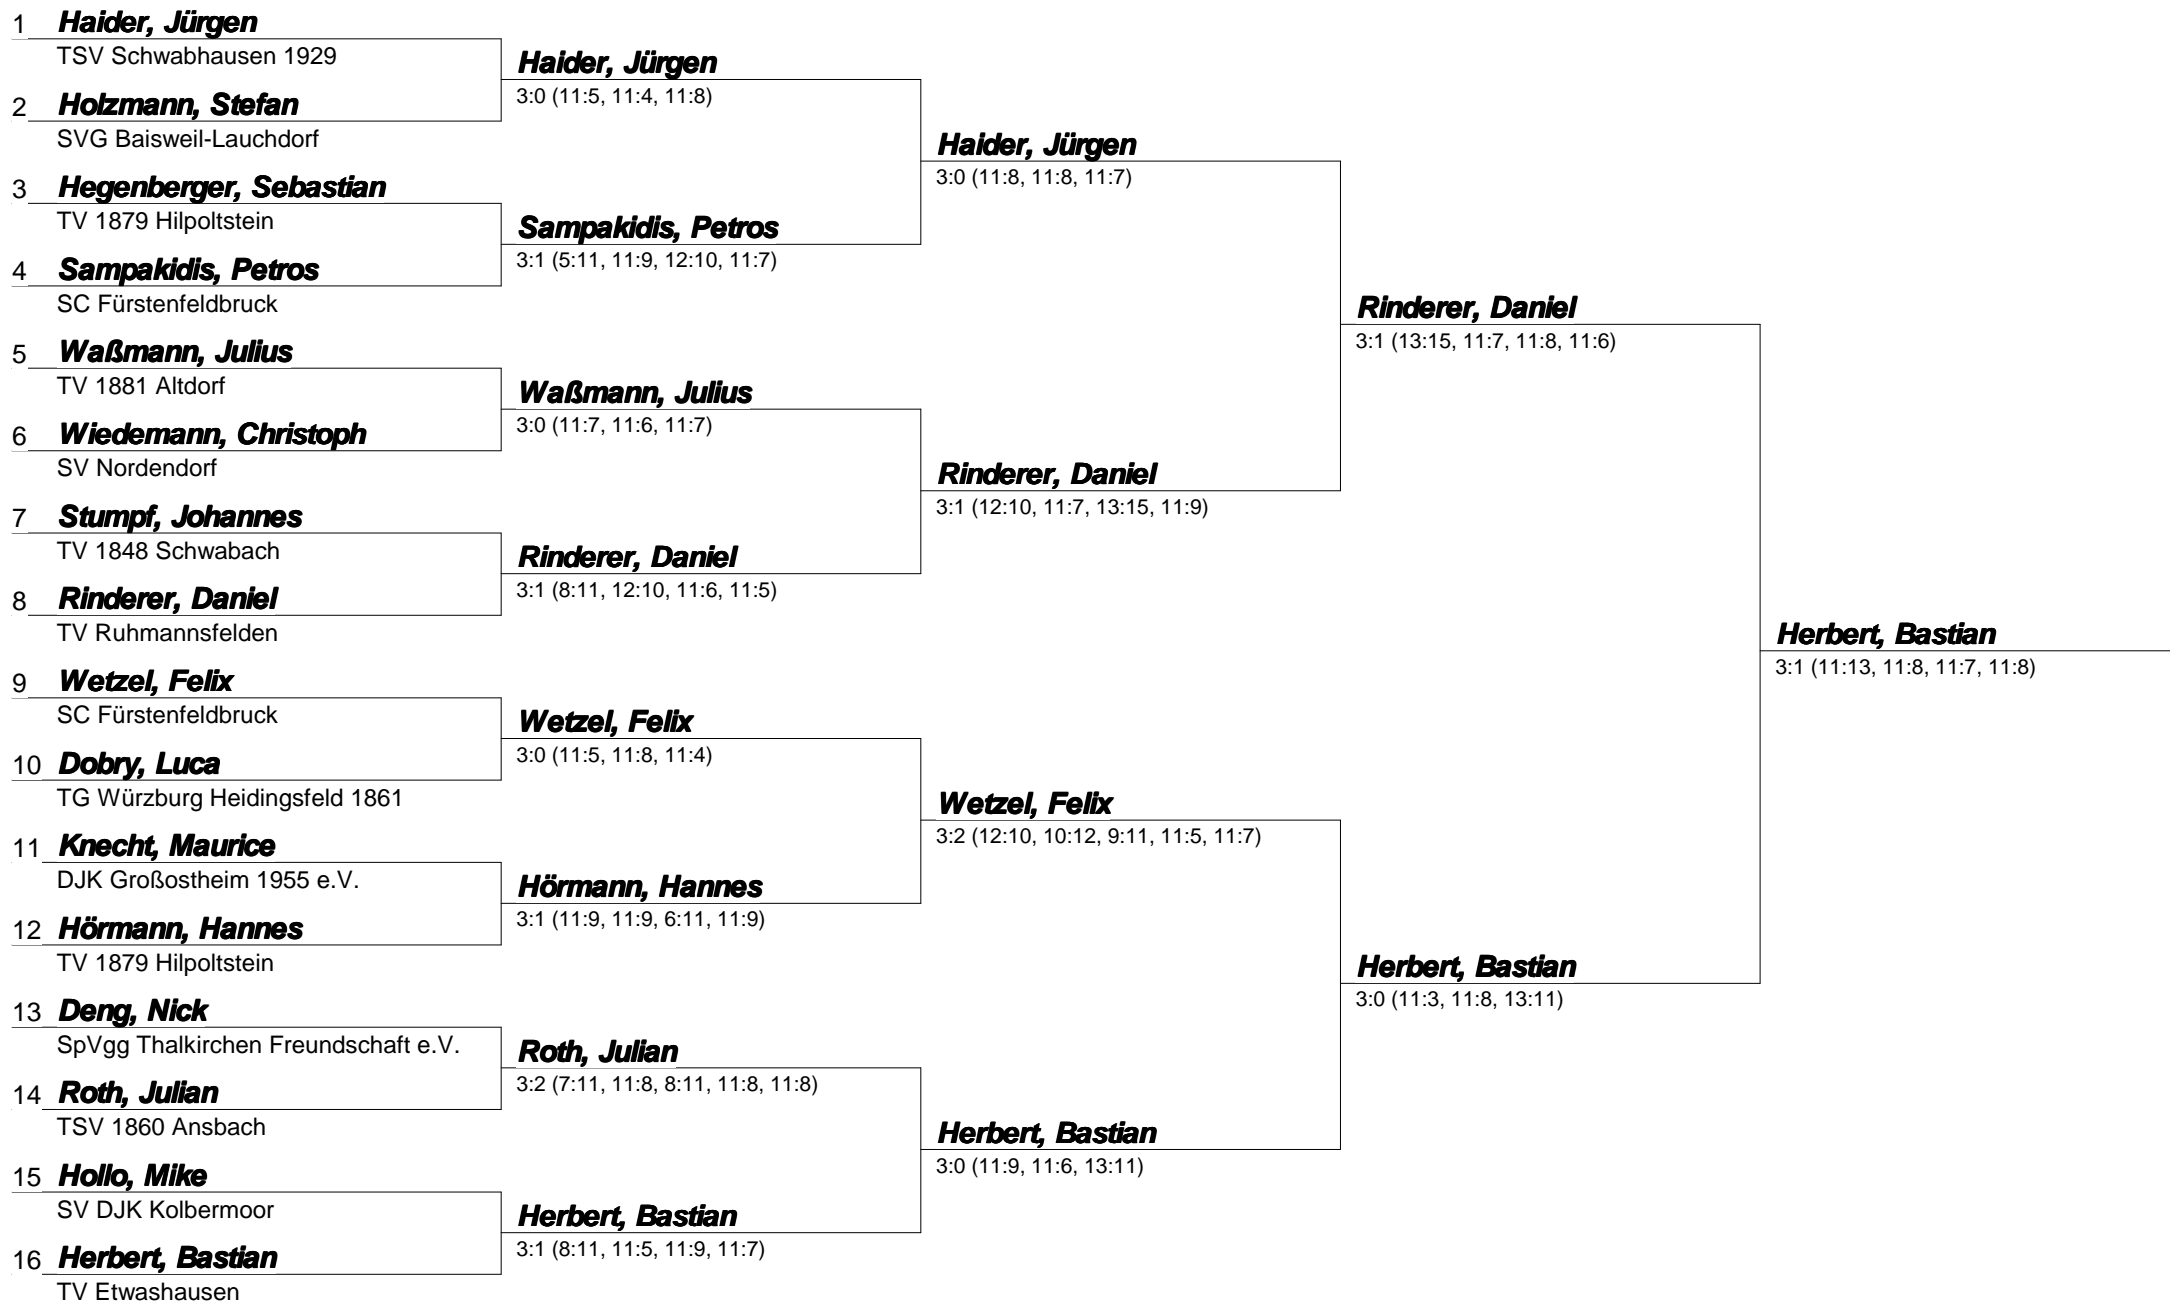 1 Haider, Jürgen
TSV Schwabhausen 1929
2 Holzmann, Stefan
SVG Baisweil-Lauchdorf
3 Hegenberger, Sebastian
TV 1879 Hilpoltstein
4 Sampakidis, Petros
SC Fürstenfeldbruck
5 Waßmann, Julius
TV 1881 Altdorf
6 Wiedemann, Christoph
SV Nordendorf
7 Stumpf, Johannes
TV 1848 Schwabach
8 Rinderer, Daniel
TV Ruhmannsfelden
9 Wetzel, Felix
SC Fürstenfeldbruck
10 Dobry, Luca
TG Würzburg Heidingsfeld 1861
11 Knecht, Maurice
DJK Großostheim 1955 e.V.
12 Hörmann, Hannes
TV 1879 Hilpoltstein
13 Deng, Nick
SpVgg Thalkirchen Freundschaft e.V.
14 Roth, Julian
TSV 1860 Ansbach
15 Hollo, Mike
SV DJK Kolbermoor
16 Herbert, Bastian
TV Etwashausen
Haider, Jürgen
3:0 (11:5, 11:4, 11:8)
Sampakidis, Petros
3:1 (5:11, 11:9, 12:10, 11:7)
Waßmann, Julius
3:0 (11:7, 11:6, 11:7)
Rinderer, Daniel
3:1 (8:11, 12:10, 11:6, 11:5)
Wetzel, Felix
3:0 (11:5, 11:8, 11:4)
Hörmann, Hannes
3:1 (11:9, 11:9, 6:11, 11:9)
Roth, Julian
3:2 (7:11, 11:8, 8:11, 11:8, 11:8)
Herbert, Bastian
3:1 (8:11, 11:5, 11:9, 11:7)
Haider, Jürgen
3:0 (11:8, 11:8, 11:7)
Rinderer, Daniel
3:1 (12:10, 11:7, 13:15, 11:9)
Wetzel, Felix
3:2 (12:10, 10:12, 9:11, 11:5, 11:7)
Herbert, Bastian
3:0 (11:9, 11:6, 13:11)
Rinderer, Daniel
3:1 (13:15, 11:7, 11:8, 11:6)
Herbert, Bastian
3:0 (11:3, 11:8, 13:11)
Herbert, Bastian
3:1 (11:13, 11:8, 11:7, 11:8)